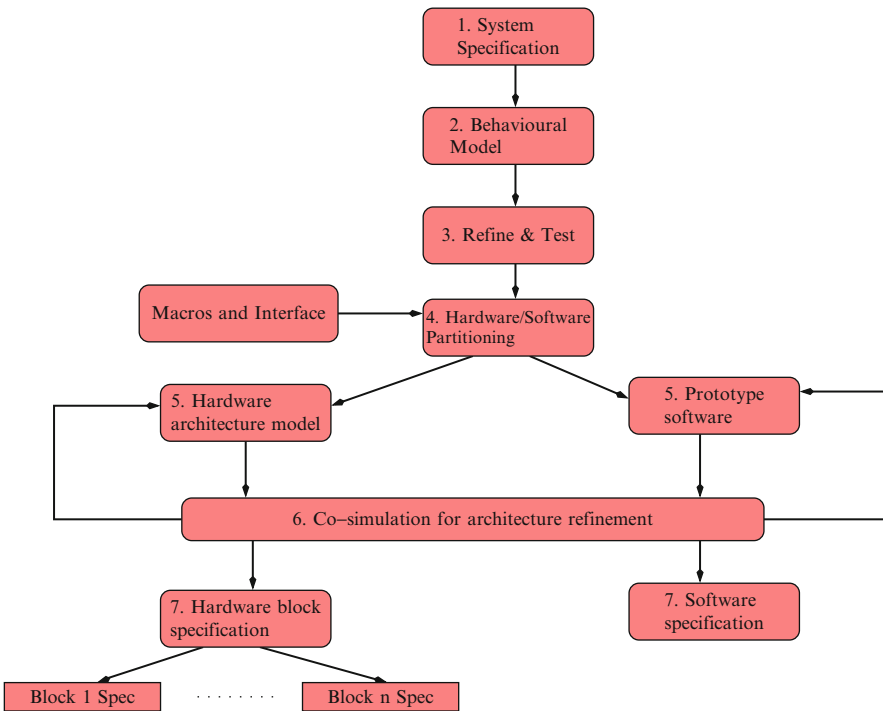 1. System
Specification
2. Behavioural
Model
3. Refine & Test
Macros and Interface
4. Hardware/Software
Partitioning
5. Hardware
architecture model
5. Prototype
software
6. Co−simulation for architecture refinement
7. Hardware block
specification
7. Software
specification
Block 1 Spec
. . . . . . . .
Block n Spec